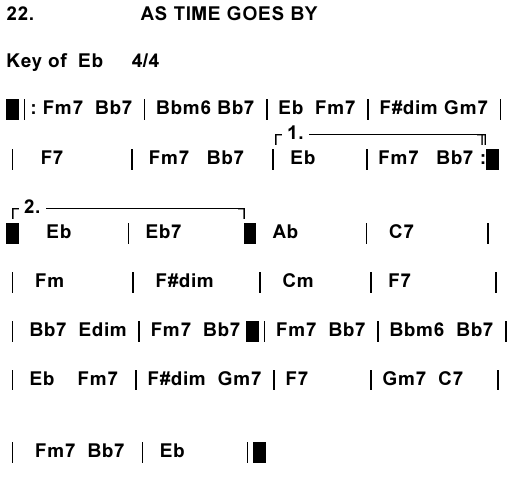 22. AS TIME GOES BY
Key of Eb 4/4
|: Fm7 Bb7 | Bbm6 Bb7 | Eb Fm7 | F#dim Gm7 |
1.
| F7 | Fm7 Bb7 | Eb | Fm7 Bb7 :
2.
Eb | Eb7 Ab | C7 |
| Fm | F#dim | Cm | F7 |
| Bb7 Edim | Fm7 Bb7 | Fm7 Bb7 | Bbm6 Bb7 |
| Eb Fm7 | F#dim Gm7 | F7 | Gm7 C7 |
| Fm7 Bb7 | Eb |